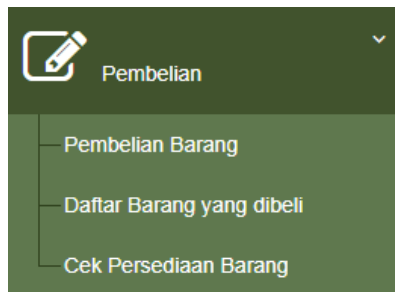 Pembelian
Pembelian Barang
Daftar Barang yang dibeli
Cek Persediaan Barang